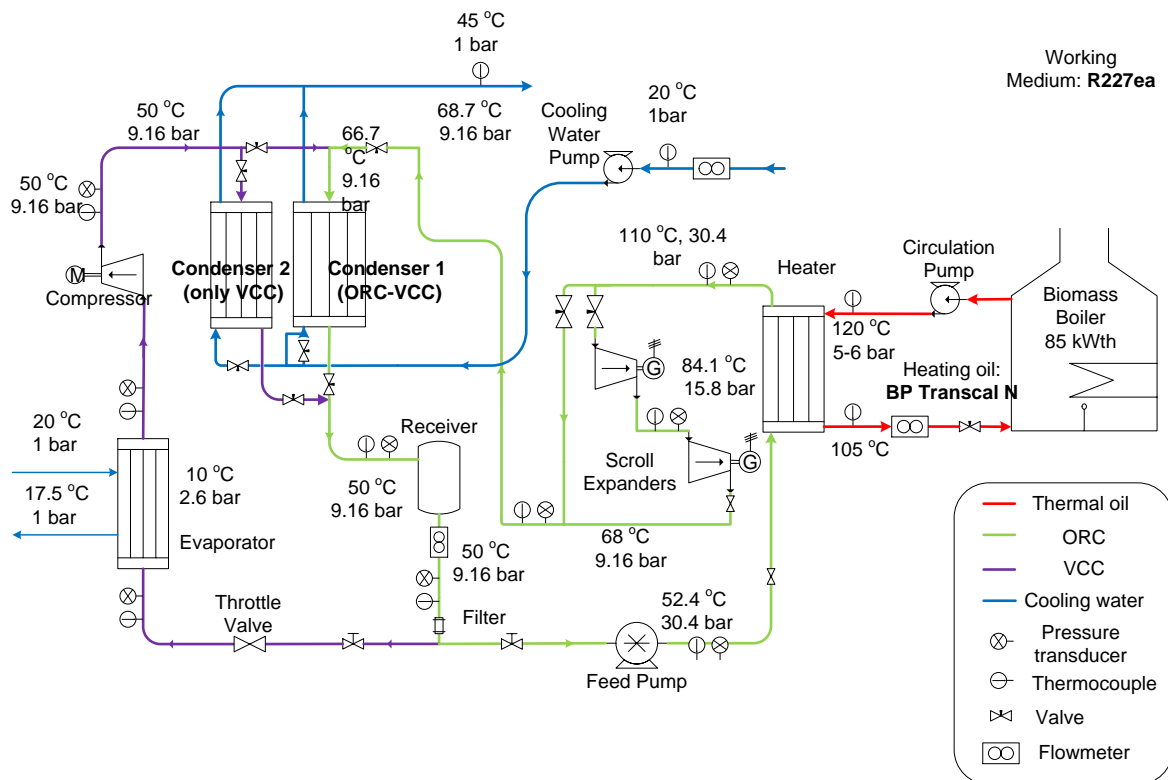 45 °C
1 bar
Working
Medium: R227ea
50 °C
9.16 bar
68.7 °C
9.16 bar
Cooling
Water
Pump
20 °C
1bar
66.7
°C
9.16
bar
50 °C
9.16 bar
110 °C, 30.4
bar
Heater
Circulation
Pump
M
Compressor
Condenser 2
(only VCC)
Condenser 1
(ORC-VCC)
Biomass
Boiler
85 kWth
120 °C
5-6 bar
G
84.1 °C
15.8 bar
Heating oil:
BP Transcal N
20 °C
1 bar
Receiver
105 °C
G
Scroll
Expanders
10 °C
2.6 bar
17.5 °C
1 bar
50 °C
9.16 bar
Evaporator
68 °C
9.16 bar
50 °C
9.16 bar
Throttle
Valve
Filter
52.4 °C
30.4 bar
Feed Pump
Thermal oil
ORC
VCC
Cooling water
Pressure
transducer
Thermocouple
Valve
Flowmeter